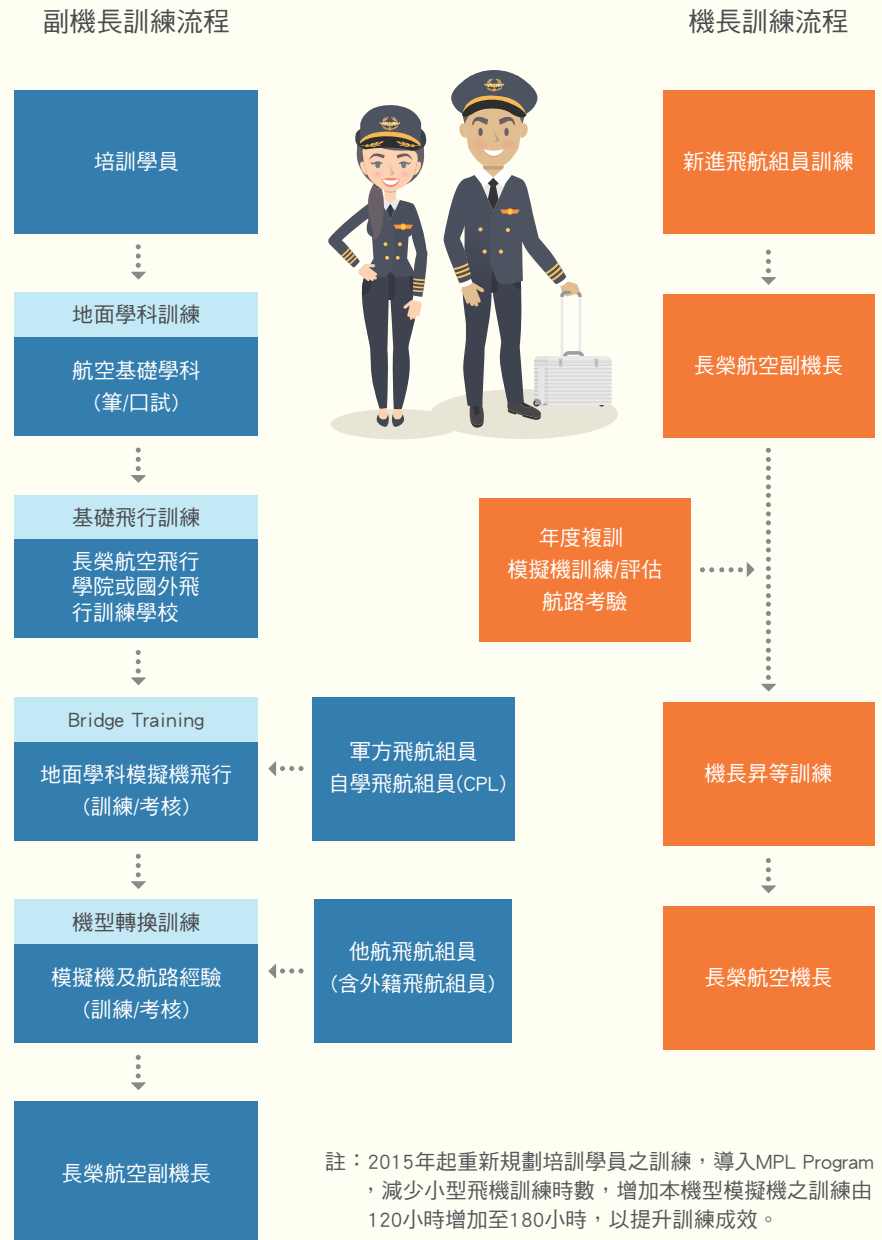 副機長訓練流程
培訓學員
地面學科訓練
航空基礎學科
(筆/口試)
基礎飛行訓練
長榮航空飛行
學院或國外飛
行訓練學校
Bridge Training
地面學科模擬機飛行
(訓練/考核)
軍方飛航組員
自學飛航組員(CPL)
機型轉換訓練
模擬機及航路經驗
(訓練/考核)
他航飛航組員
(含外籍飛航組員)
長榮航空副機長
機長訓練流程
新進飛航組員訓練
長榮航空副機長
年度複訓
模擬機訓練/評估
航路考驗
機長昇等訓練
長榮航空機長
註：2015年起重新規劃培訓學員之訓練，導入MPL Program
，減少小型飛機訓練時數，增加本機型模擬機之訓練由
120小時增加至180小時，以提升訓練成效。